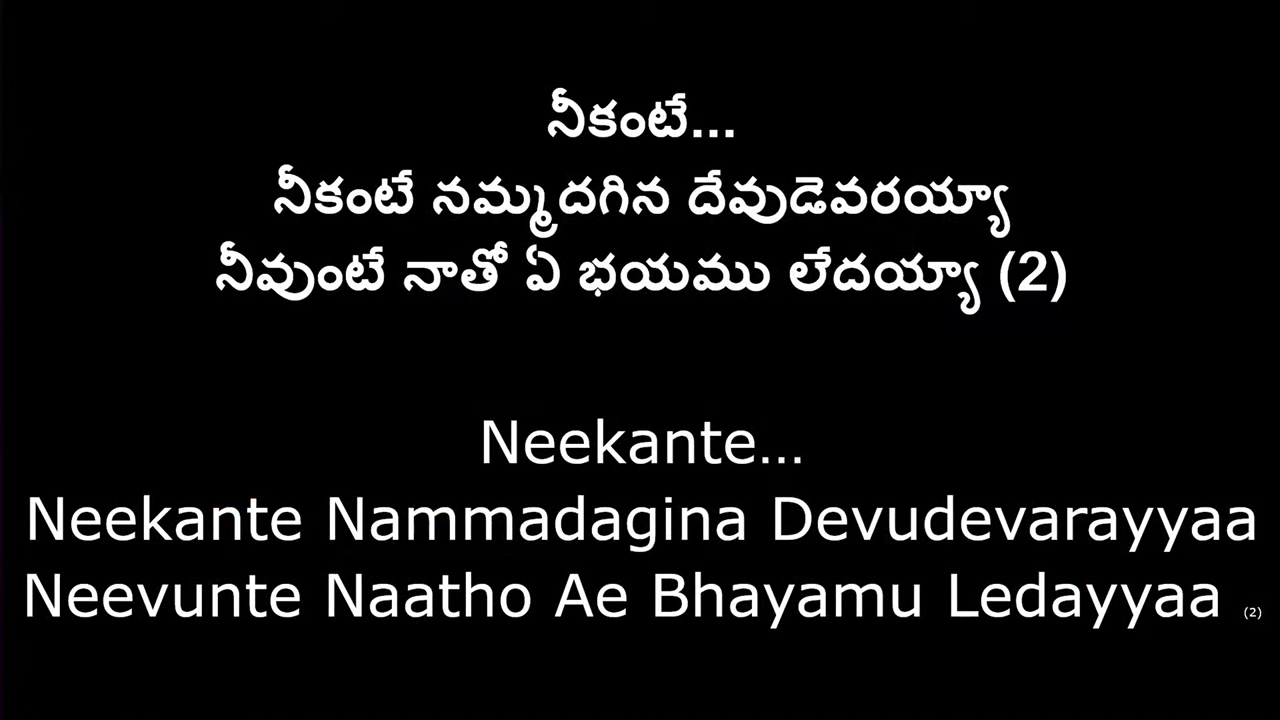 నీకంటే...
నీకంటే నమ్మదగిన దేవుడెవరయ్యా
నీవుంటే నాతో ఏ భయము లేదయ్యా (2)
Neekante...
Neekante Nammadagina Devudevarayyaa
Neevunte Naatho Ae Bhayamu Ledayyaa (2)